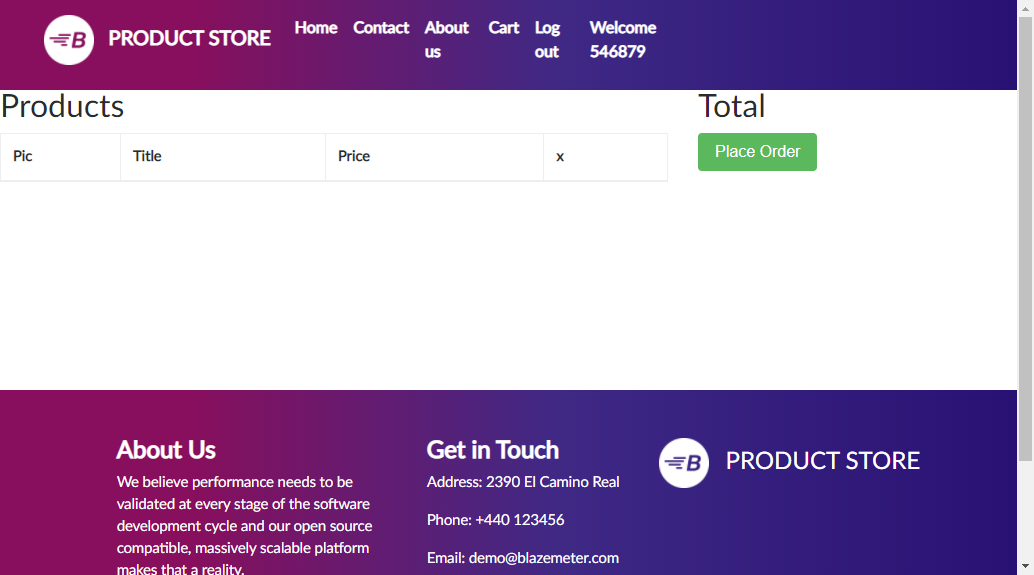 B PRODUCT STORE
Home Contact About us Cart Log out Welcome 546879
Products
Total
Pic Title Price x
Place Order
About Us
We believe performance needs to be
validated at every stage of the software
development cycle and our open source
compatible, massively scalable platform
makes that a reality.
Get in Touch
Address: 2390 El Camino Real
Phone: +440 123456
Email: demo@blazemeter.com
B PRODUCT STORE